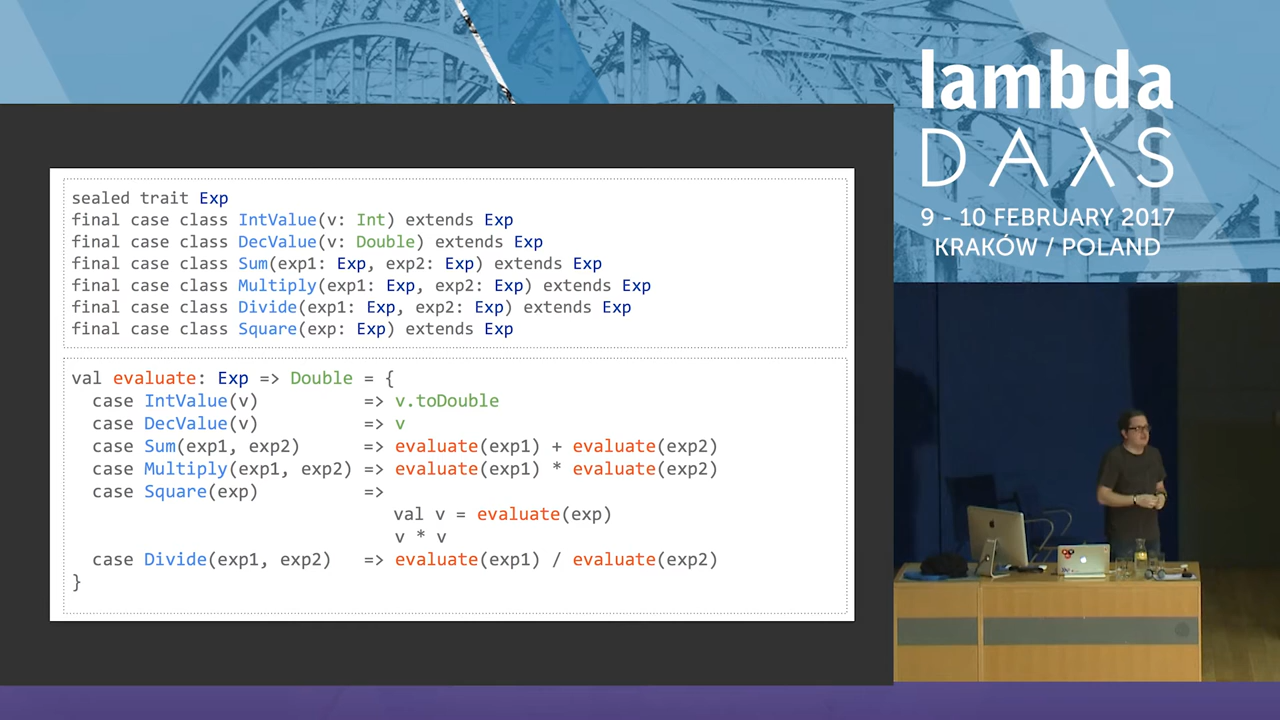 lambda
DAλS
9 - 10 FEBRUARY 2017
KRAKÓW / POLAND
sealed trait Exp
final case class IntValue(v: Int) extends Exp
final case class DecValue(v: Double) extends Exp
final case class Sum(exp1: Exp, exp2: Exp) extends Exp
final case class Multiply(exp1: Exp, exp2: Exp) extends Exp
final case class Divide(exp1: Exp, exp2: Exp) extends Exp
final case class Square(exp: Exp) extends Exp
val evaluate: Exp => Double = {
  case IntValue(v)          => v.toDouble
  case DecValue(v)          => v
  case Sum(exp1, exp2)      => evaluate(exp1) + evaluate(exp2)
  case Multiply(exp1, exp2) => evaluate(exp1) * evaluate(exp2)
  case Square(exp)          =>
                               val v = evaluate(exp)
                               v * v
  case Divide(exp1, exp2)   => evaluate(exp1) / evaluate(exp2)
}